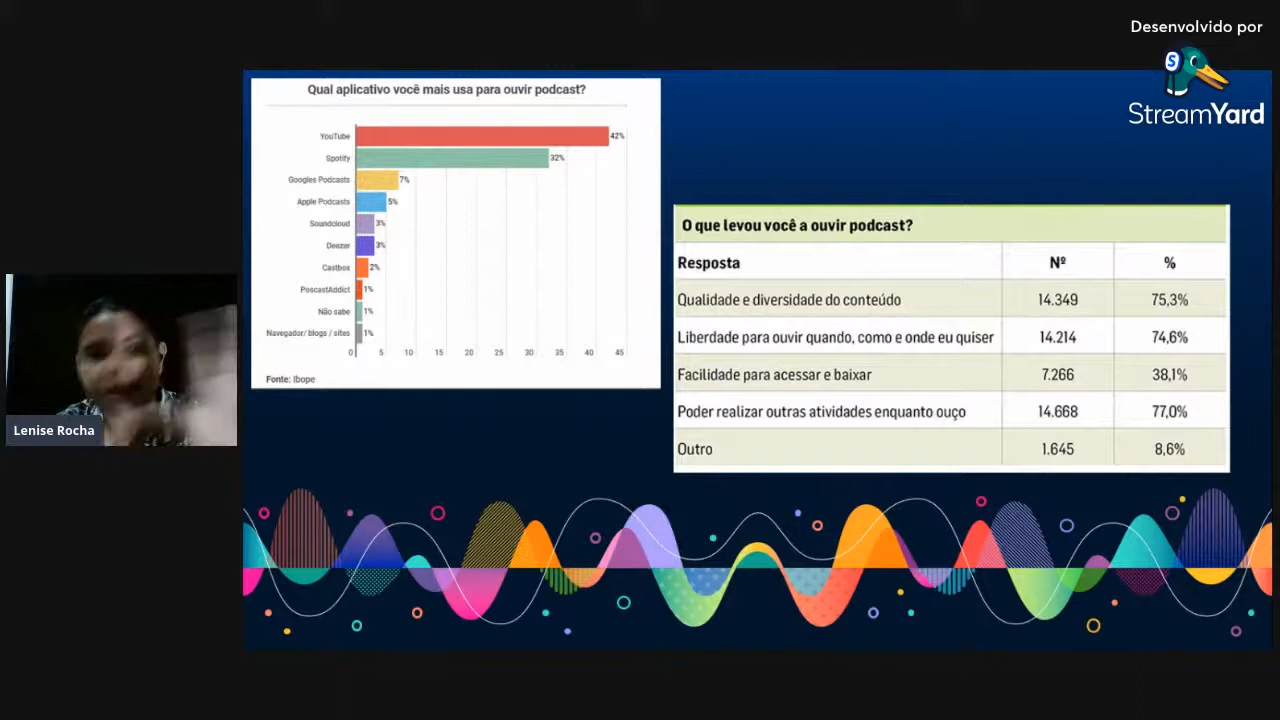 Desenvolvido por
StreamYard
Qual aplicativo você mais usa para ouvir podcast?
YouTube 42%
Spotify 32%
Googles Podcasts 7%
Apple Podcasts 5%
Soundcloud 3%
Deezer 3%
Castbox 2%
PoscastAddict 1%
Não sabe 1%
Navegador/ blogs / sites 1%
0 5 10 15 20 25 30 35 40 45
Fonte: Ibope
O que levou você a ouvir podcast?
Resposta Nº %
Qualidade e diversidade do conteúdo 14.349 75,3%
Liberdade para ouvir quando, como e onde eu quiser 14.214 74,6%
Facilidade para acessar e baixar 7.266 38,1%
Poder realizar outras atividades enquanto ouço 14.668 77,0%
Outro 1.645 8,6%
Lenise Rocha